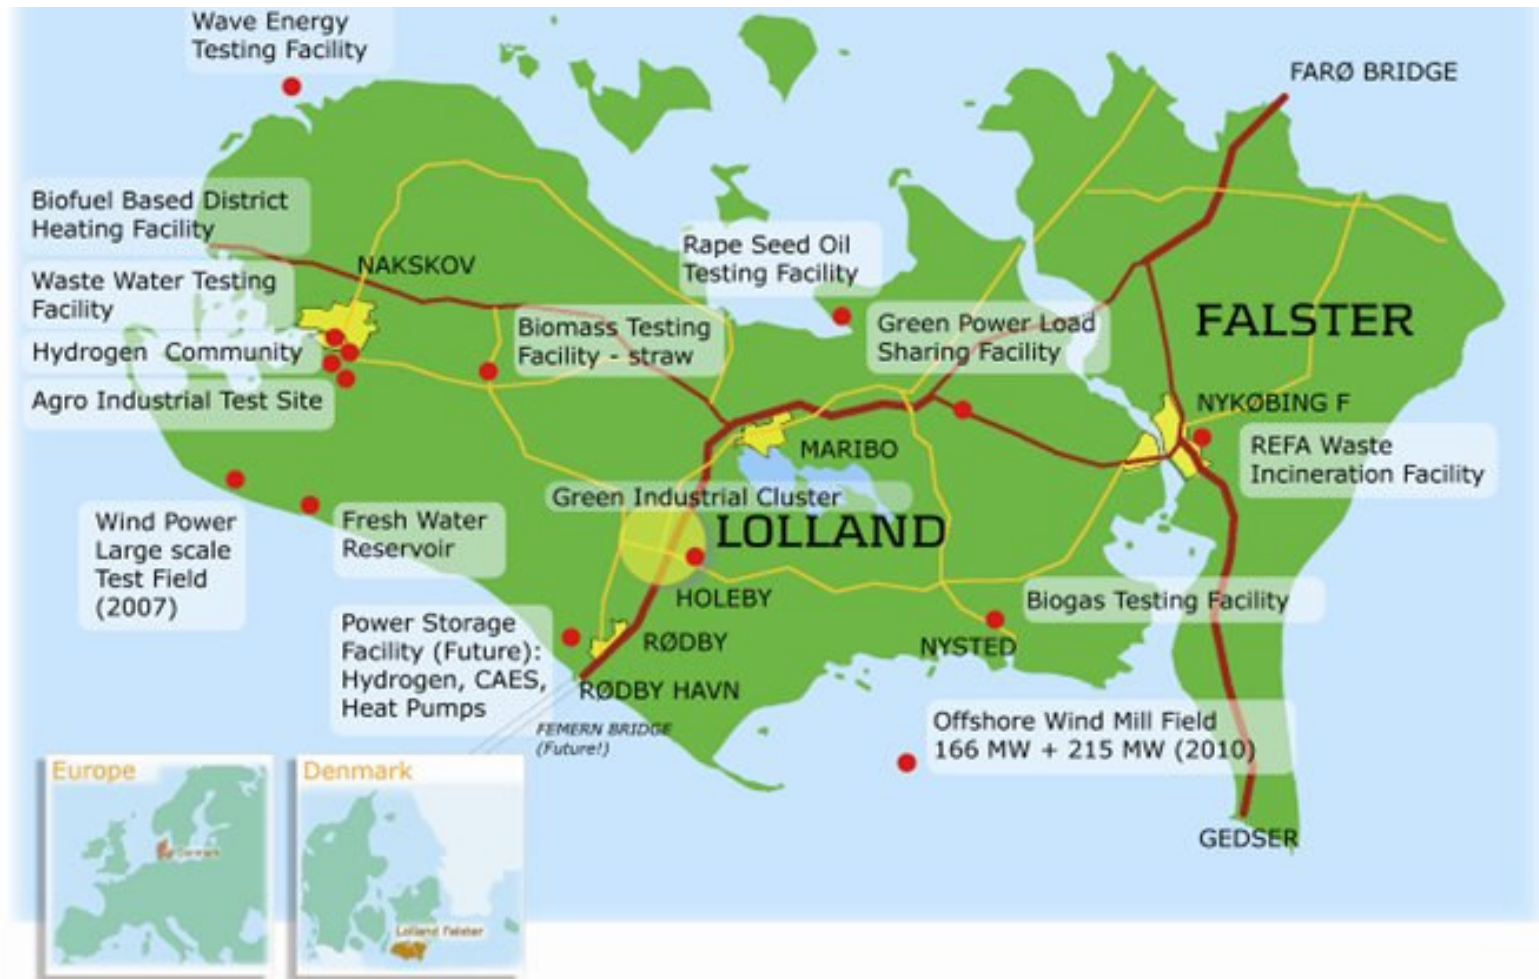 Wave Energy
Testing Facility
FARØ BRIDGE
Biofuel Based District
Heating Facility
Waste Water Testing
Facility
Hydrogen Community
Agro Industrial Test Site
NAKSKOV
Rape Seed Oil
Testing Facility
Biomass Testing
Facility - straw
Green Power Load
Sharing Facility
FALSTER
NYKØBING F
REFA Waste
Incineration Facility
MARIBO
Green Industrial Cluster
LOLLAND
Wind Power
Large scale
Test Field
(2007)
Fresh Water
Reservoir
HOLEBY
Biogas Testing Facility
Power Storage
Facility (Future):
Hydrogen, CAES,
Heat Pumps
RØDBY
NYSTED
RØDBY HAVN
FEMERN BRIDGE
(Future!)
Offshore Wind Mill Field
166 MW + 215 MW (2010)
GEDSER
Europe
Denmark
Denmark
Lolland Falster